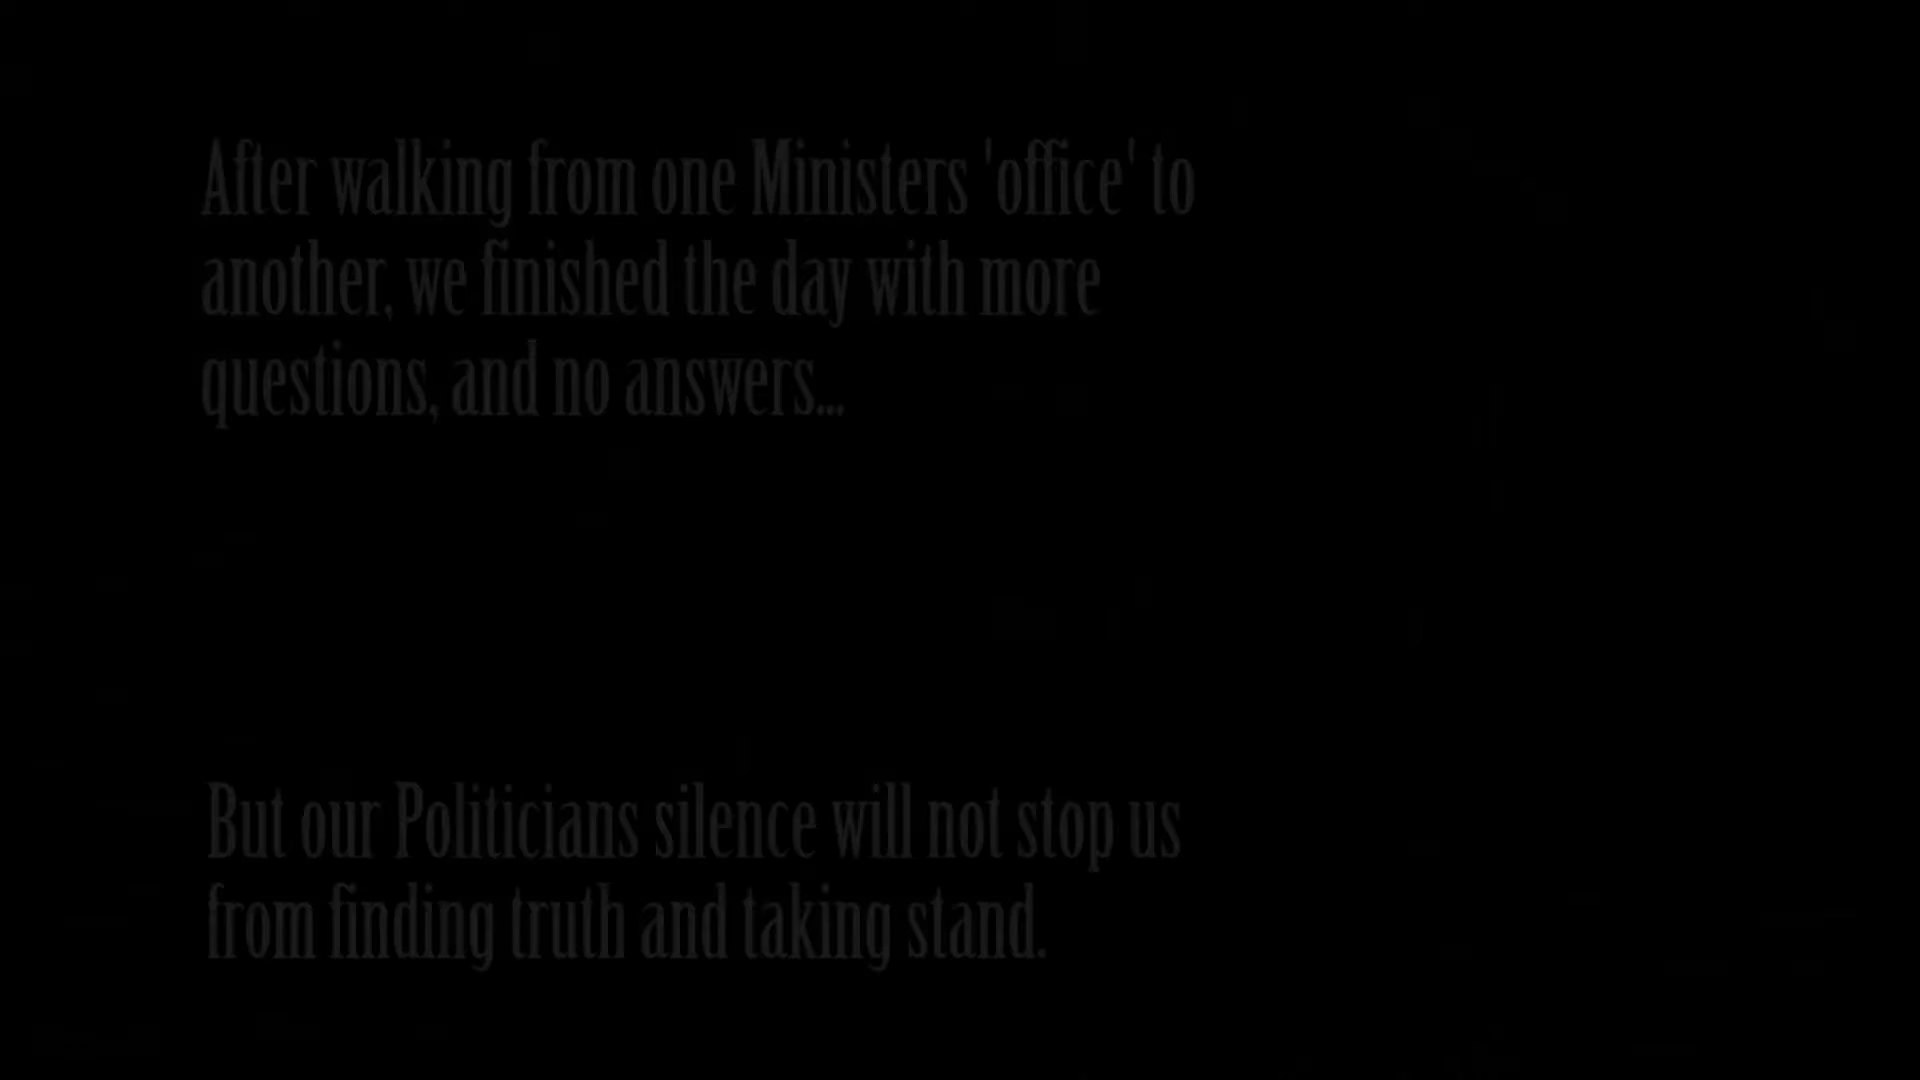 After walking from one Ministers 'office' to
another, we finished the day with more
questions, and no answers...
But our Politicians silence will not stop us
from finding truth and taking stand.